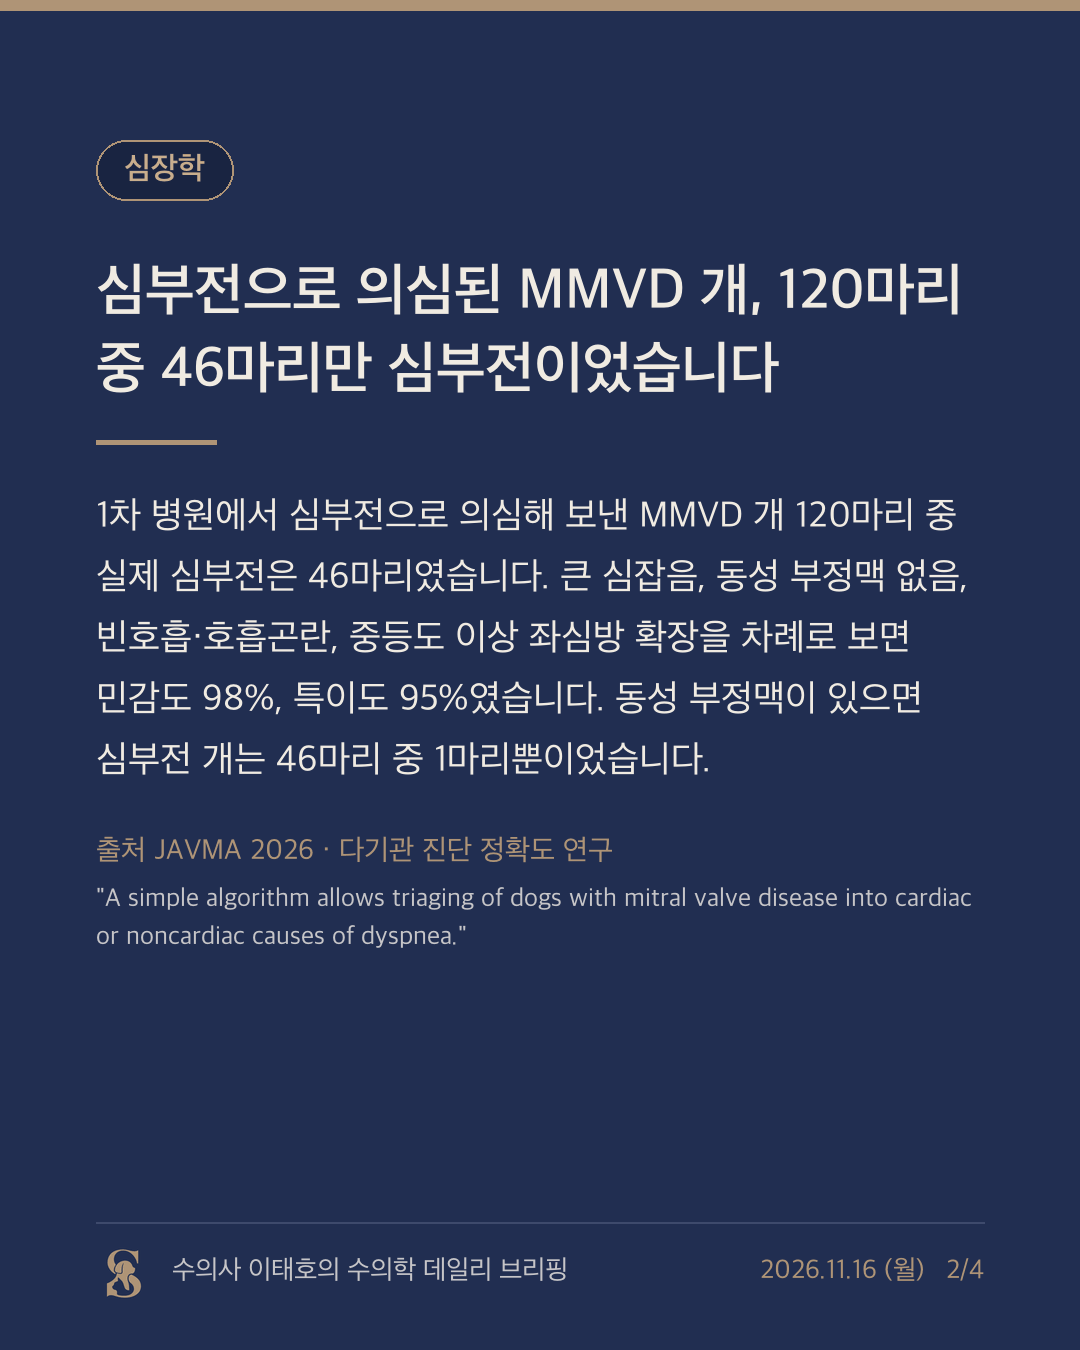 심장학
심부전으로 의심된 MMVD 개, 120마리
중 46마리만 심부전이었습니다
1차 병원에서 심부전으로 의심해 보낸 MMVD 개 120마리 중
실제 심부전은 46마리였습니다. 큰 심잡음, 동성 부정맥 없음,
빈호흡·호흡곤란, 중등도 이상 좌심방 확장을 차례로 보면
민감도 98%, 특이도 95%였습니다. 동성 부정맥이 있으면
심부전 개는 46마리 중 1마리뿐이었습니다.
출처 JAVMA 2026 · 다기관 진단 정확도 연구
"A simple algorithm allows triaging of dogs with mitral valve disease into cardiac
or noncardiac causes of dyspnea."
수의사 이태호의 수의학 데일리 브리핑 2026.11.16 (월) 2/4